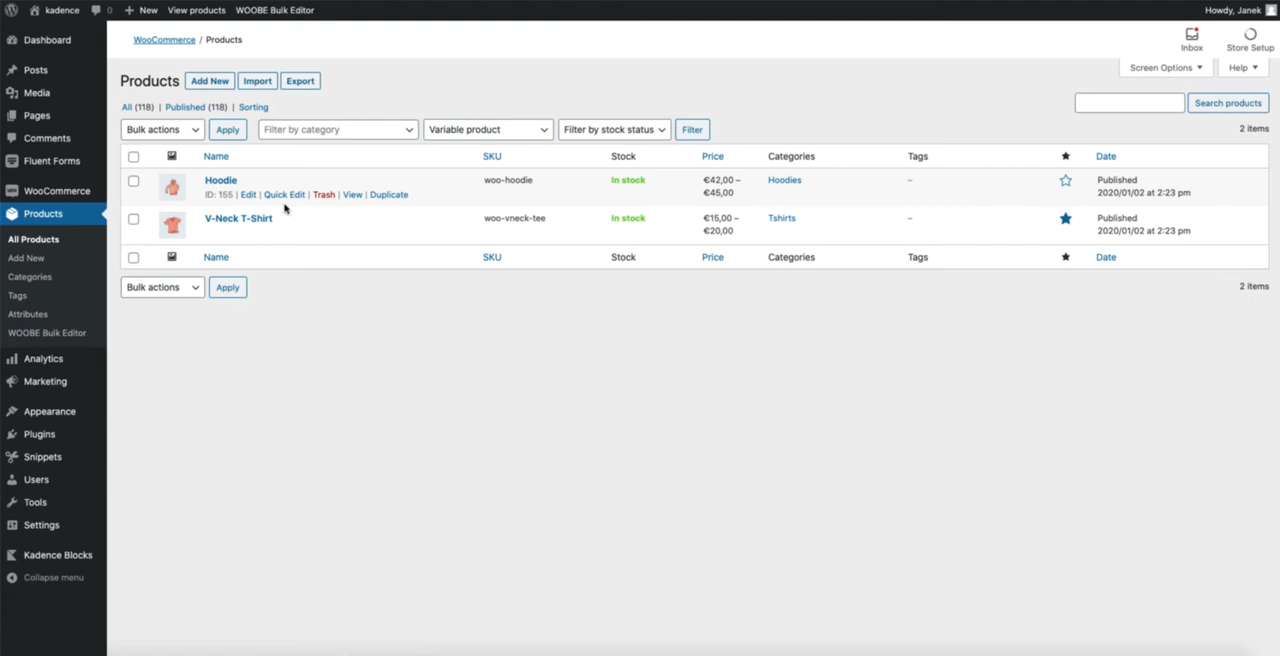 kadence 0 New View products WOOBE Bulk Editor Howdy, Janek
Dashboard
Posts
Media
Pages
Comments
Fluent Forms
WooCommerce
Products
All Products
Add New
Categories
Tags
Attributes
WOOBE Bulk Editor
Analytics
Marketing
Appearance
Plugins
Snippets
Users
Tools
Settings
Kadence Blocks
Collapse menu
WooCommerce / Products
Inbox Store Setup
Screen Options Help
Products Add New Import Export
All (118) | Published (118) | Sorting
Search products
Bulk actions Apply Filter by category Variable product Filter by stock status Filter
2 items
Name SKU Stock Price Categories Tags Date
Hoodie woo-hoodie In stock €42,00 – Hoodies – Published
ID: 155 | Edit | Quick Edit | Trash | View | Duplicate €45,00 2020/01/02 at 2:23 pm
V-Neck T-Shirt woo-vneck-tee In stock €15,00 – Tshirts – Published
€20,00 2020/01/02 at 2:23 pm
Name SKU Stock Price Categories Tags Date
Bulk actions Apply 2 items